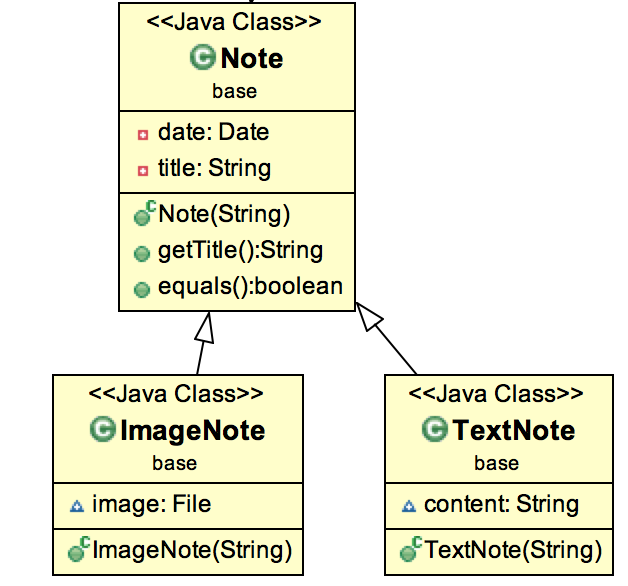 <<Java Class>>
Note
base
date: Date
title: String
Note(String)
getTitle():String
equals():boolean
<<Java Class>>
ImageNote
base
image: File
ImageNote(String)
<<Java Class>>
TextNote
base
content: String
TextNote(String)